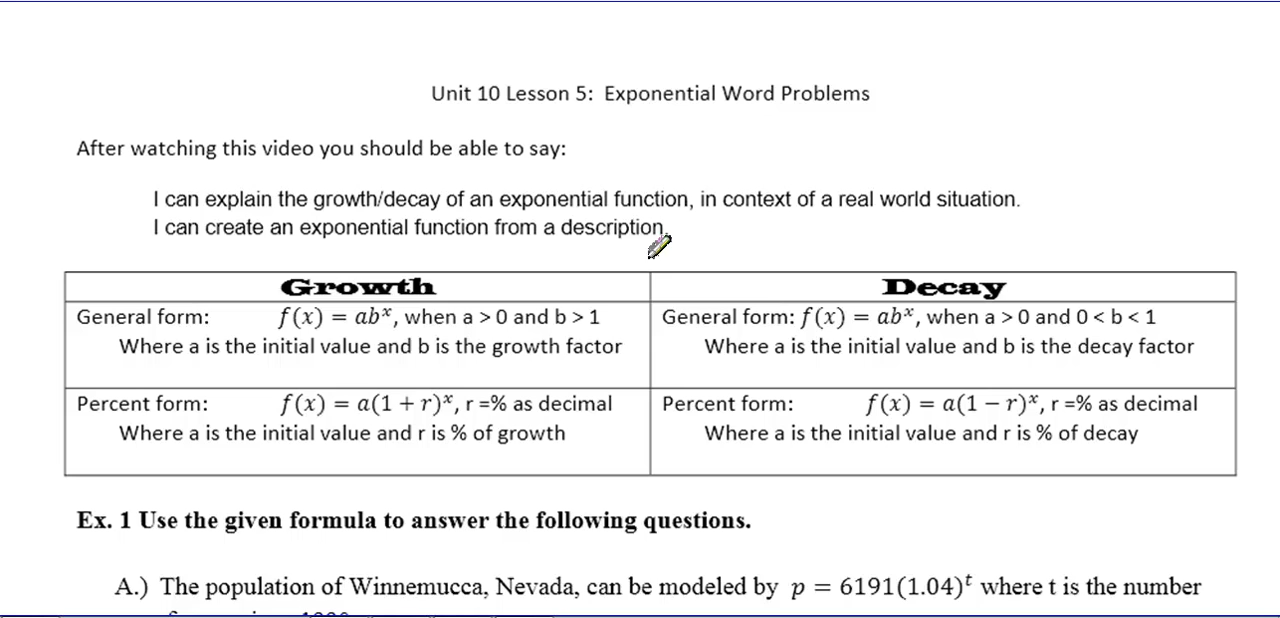 Unit 10 Lesson 5: Exponential Word Problems
After watching this video you should be able to say:
I can explain the growth/decay of an exponential function, in context of a real world situation.
I can create an exponential function from a description.
Growth
General form: f(x) = abˣ, when a > 0 and b > 1
Where a is the initial value and b is the growth factor
Percent form: f(x) = a(1 + r)ˣ, r =% as decimal
Where a is the initial value and r is % of growth
Decay
General form: f(x) = abˣ, when a > 0 and 0 < b < 1
Where a is the initial value and b is the decay factor
Percent form: f(x) = a(1 − r)ˣ, r =% as decimal
Where a is the initial value and r is % of decay
Ex. 1 Use the given formula to answer the following questions.
A.) The population of Winnemucca, Nevada, can be modeled by p = 6191(1.04)ᵗ where t is the number